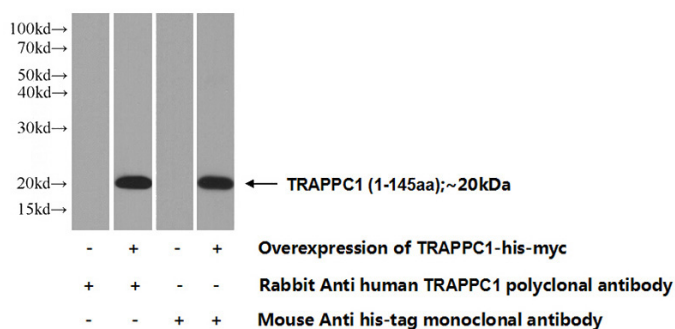 100kd→
70kd→
50kd→
40kd→
30kd→
20kd→
15kd→
TRAPPC1 (1-145aa);~20kDa
- + - + Overexpression of TRAPPC1-his-myc
+ + - - Rabbit Anti human TRAPPC1 polyclonal antibody
- - + + Mouse Anti his-tag monoclonal antibody